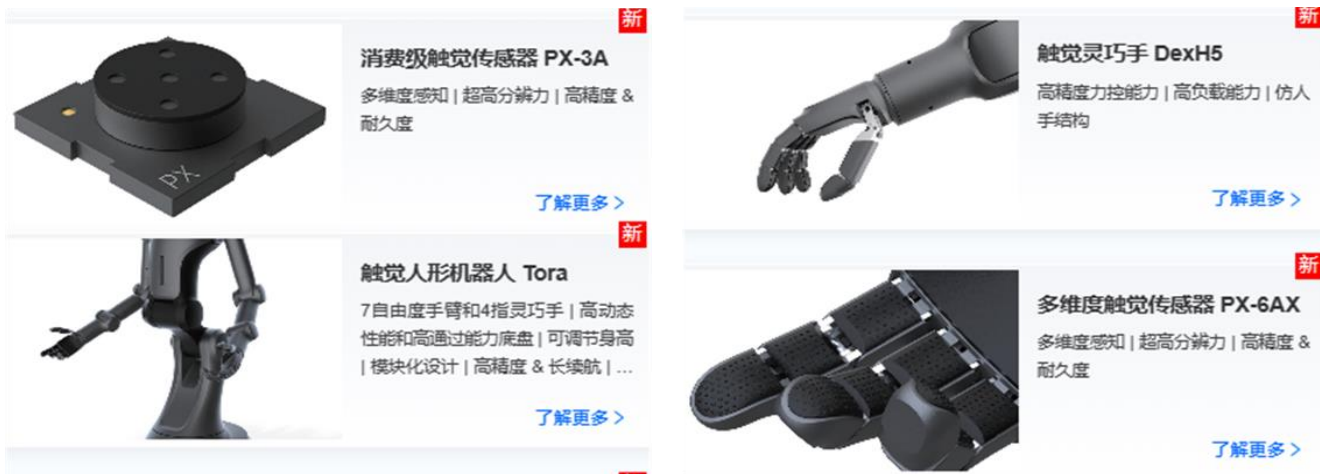 新
消费级触觉传感器 PX-3A
多维度感知 | 超高分辨力 | 高精度 &
耐久度
PX
了解更多 >
新
触觉人形机器人 Tora
7自由度手臂和4指灵巧手 | 高动态
性能和高通过能力底盘 | 可调节身高
| 模块化设计 | 高精度 & 长续航 | ...
了解更多 >
新
触觉灵巧手 DexH5
高精度力控能力 | 高负载能力 | 仿人
手结构
了解更多 >
新
多维度触觉传感器 PX-6AX
多维度感知 | 超高分辨力 | 高精度 &
耐久度
了解更多 >